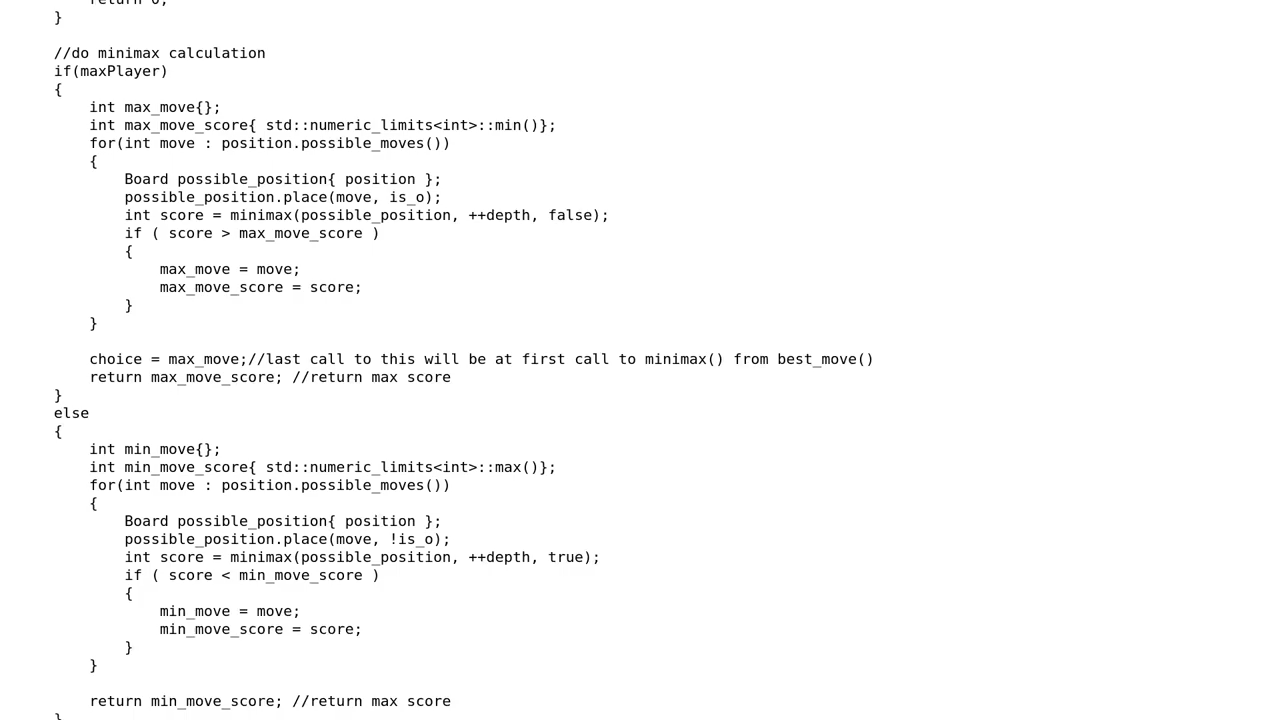 return 0;
}
//do minimax calculation
if(maxPlayer)
{
int max_move{};
int max_move_score{ std::numeric_limits<int>::min()};
for(int move : position.possible_moves())
{
Board possible_position{ position };
possible_position.place(move, is_o);
int score = minimax(possible_position, ++depth, false);
if ( score > max_move_score )
{
max_move = move;
max_move_score = score;
}
}
choice = max_move;//last call to this will be at first call to minimax() from best_move()
return max_move_score; //return max score
}
else
{
int min_move{};
int min_move_score{ std::numeric_limits<int>::max()};
for(int move : position.possible_moves())
{
Board possible_position{ position };
possible_position.place(move, !is_o);
int score = minimax(possible_position, ++depth, true);
if ( score < min_move_score )
{
min_move = move;
min_move_score = score;
}
}
return min_move_score; //return max score
}